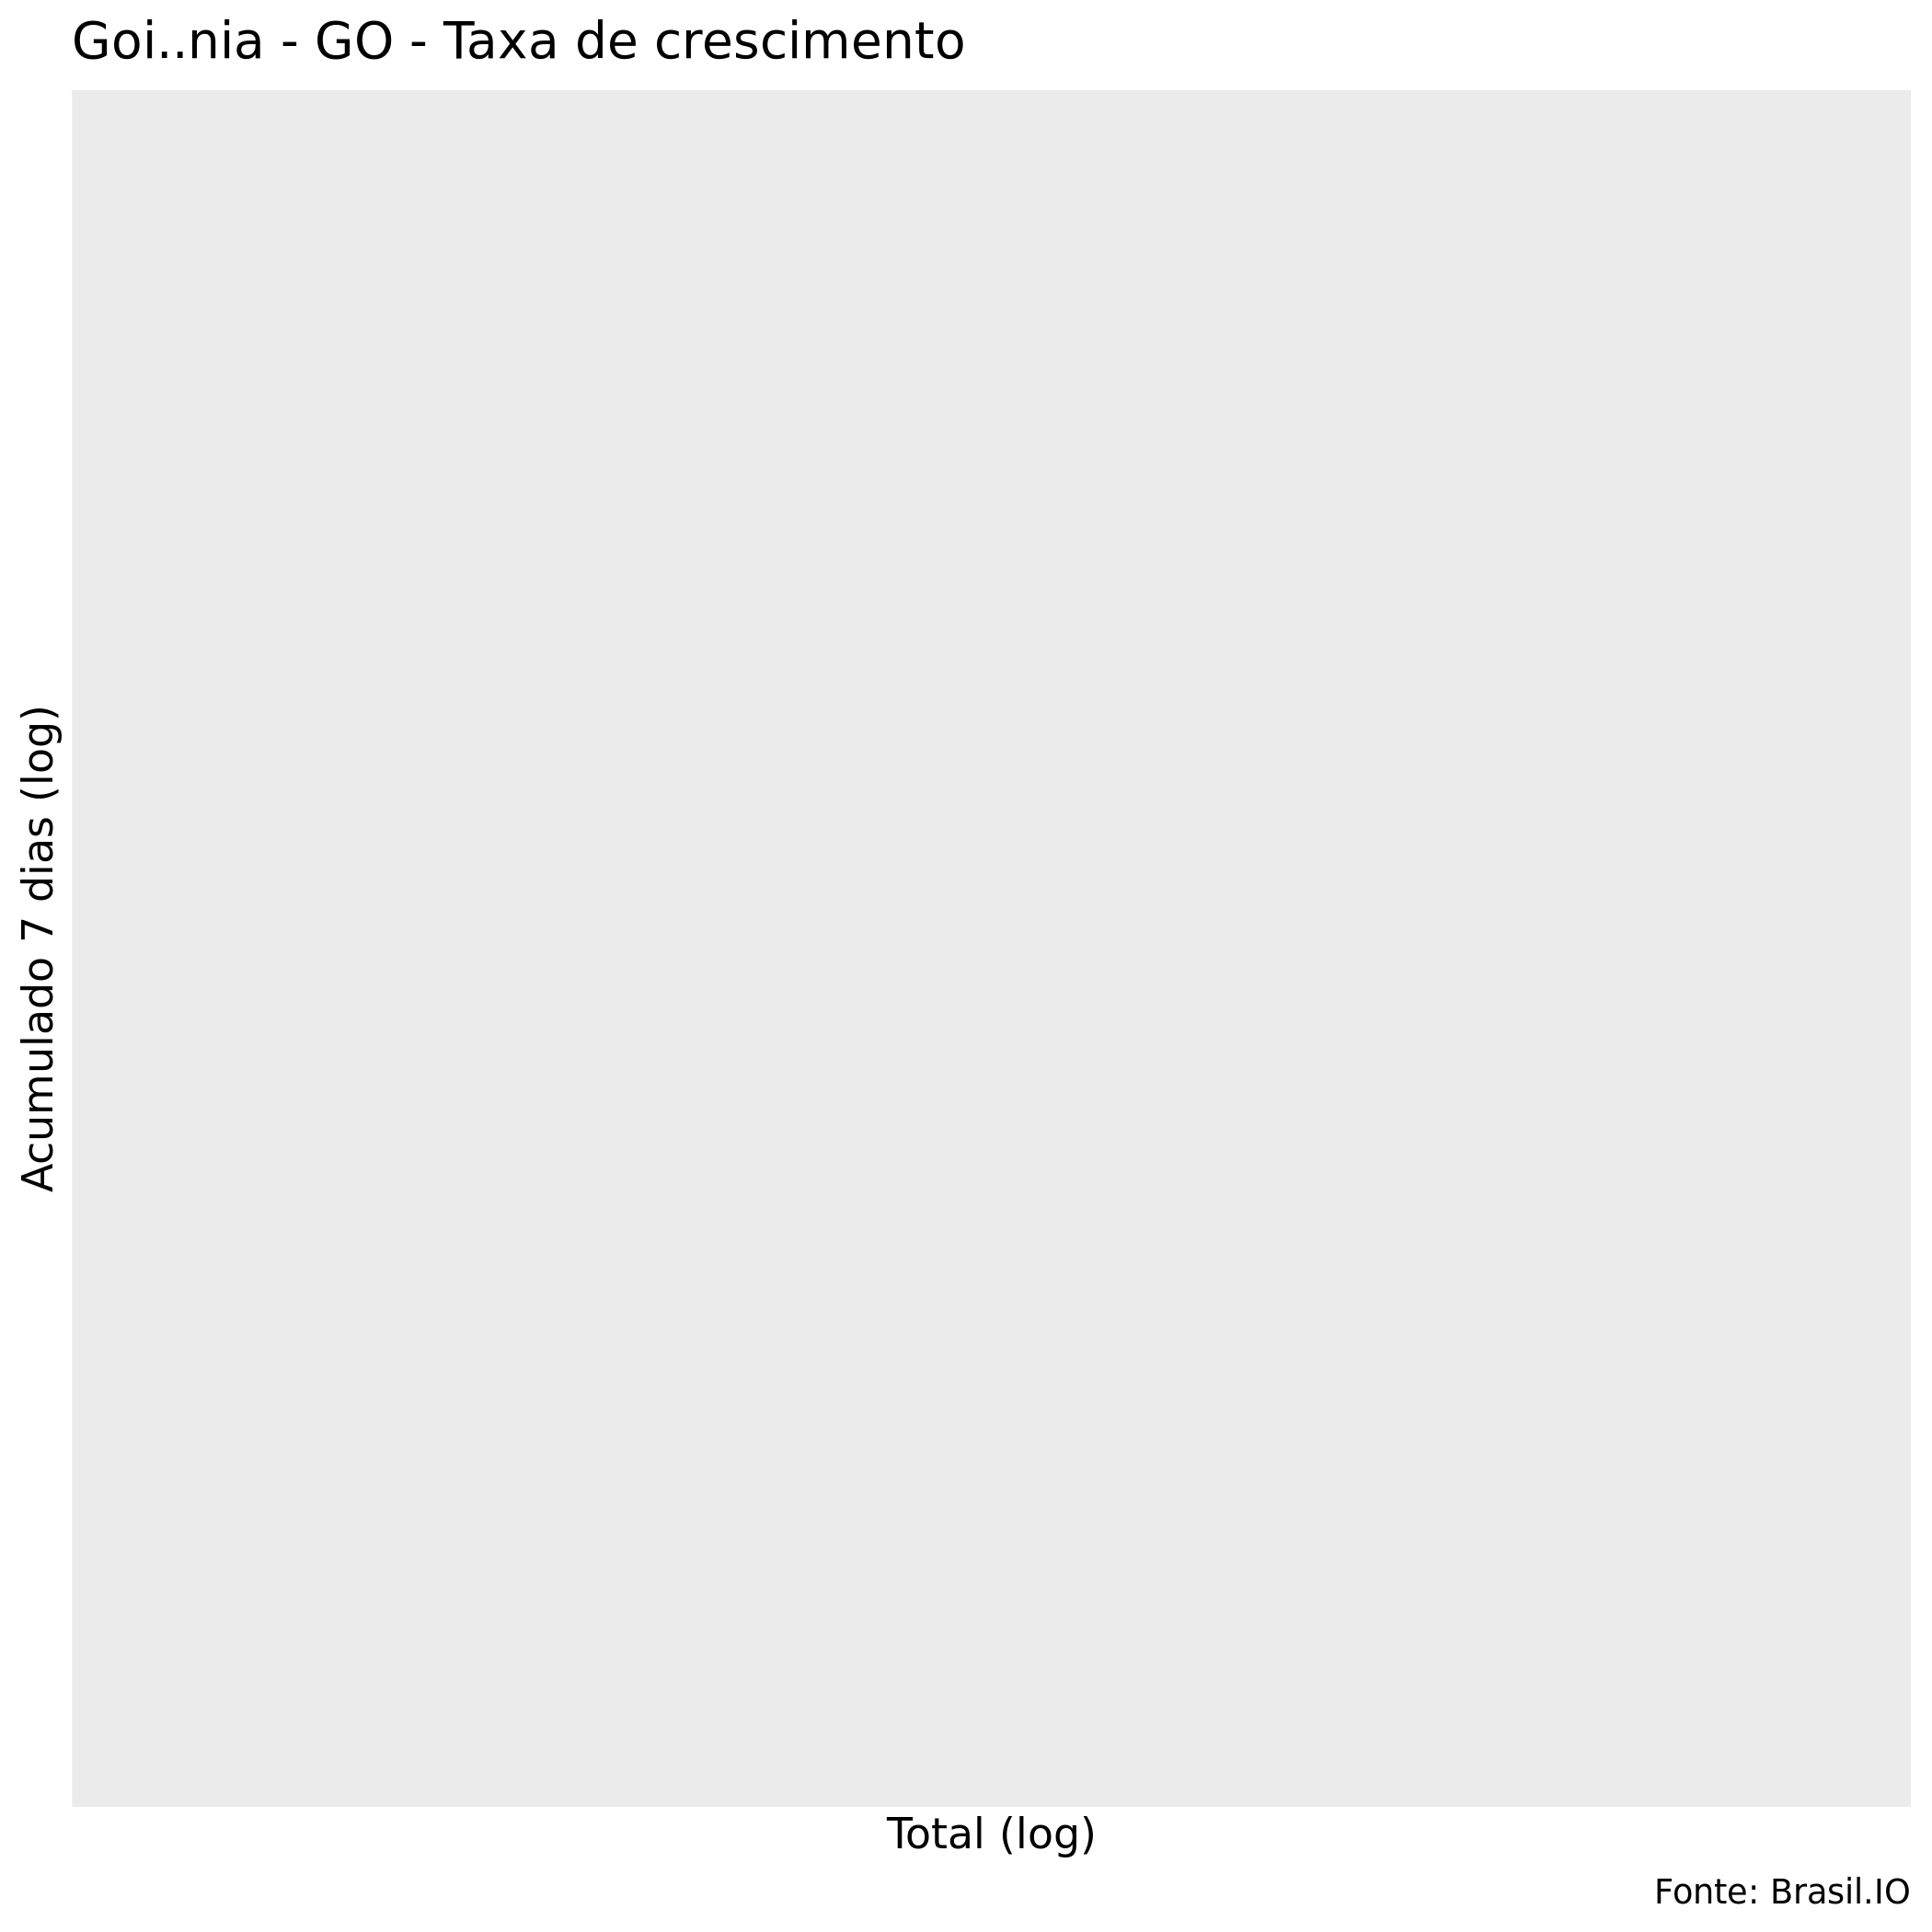 Goi..nia - GO - Taxa de crescimento
Acumulado 7 dias (log)
Total (log)
Fonte: Brasil.IO